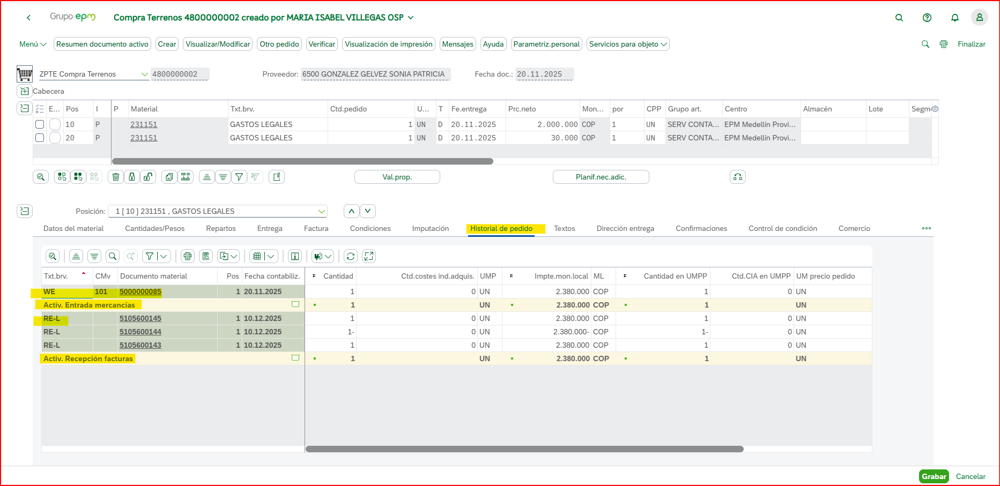 Grupo·epm Compra Terrenos 4800000002 creado por MARIA ISABEL VILLEGAS OSP
Menú Resumen documento activo Crear Visualizar/Modificar Otro pedido Verificar Visualización de impresión Mensajes Ayuda Parametriz.personal Servicios para objeto Finalizar
ZPTE Compra Terrenos 4800000002 Proveedor: 6500 GONZALEZ GELVEZ SONIA PATRICIA Fecha doc.: 20.11.2025
Cabecera
E... Pos I P Material Txt.brv. Ctd.pedido U... T Fe.entrega Prc.neto Mon... por CPP Grupo art. Centro Almacén Lote Segm
10 P 231151 GASTOS LEGALES 1 UN D 20.11.2025 2.000.000 COP 1 UN SERV CONTA... EPM Medellín Provi...
20 P 231151 GASTOS LEGALES 1 UN D 20.11.2025 30.000 COP 1 UN SERV CONTA... EPM Medellín Provi...
Val.prop. Planif.nec.adic.
Posición: 1 [ 10 ] 231151 , GASTOS LEGALES
Datos del material Cantidades/Pesos Repartos Entrega Factura Condiciones Imputación Historial de pedido Textos Dirección entrega Confirmaciones Control de condición Comercio
Txt.brv. CMv Documento material Pos Fecha contabiliz. Σ Cantidad Ctd.costes ind.adquis. UMP Σ Impte.mon.local ML Σ Cantidad en UMPP Ctd.CIA en UMPP UM precio pedido
WE 101 5000000085 1 20.11.2025 1 0 UN 2.380.000 COP 1 0 UN
Activ. Entrada mercancías 1 UN 2.380.000 COP 1 UN
RE-L 5105600145 1 10.12.2025 1 0 UN 2.380.000 COP 1 0 UN
RE-L 5105600144 1 10.12.2025 1- 0 UN 2.380.000- COP 1- 0 UN
RE-L 5105600143 1 10.12.2025 1 0 UN 2.380.000 COP 1 0 UN
Activ. Recepción facturas 1 UN 2.380.000 COP 1 UN
Grabar Cancelar